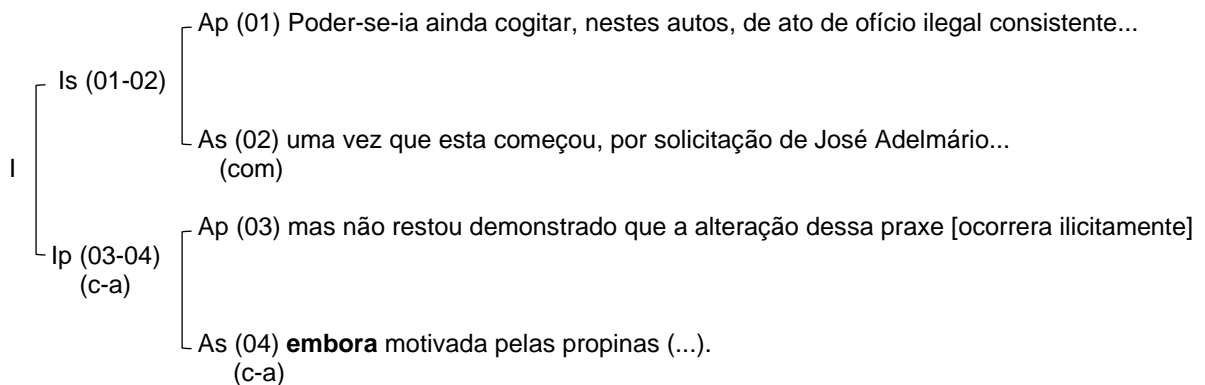 Ap (01) Poder-se-ia ainda cogitar, nestes autos, de ato de ofício ilegal consistente...
Is (01-02)
As (02) uma vez que esta começou, por solicitação de José Adelmário...
(com)
I
Ap (03) mas não restou demonstrado que a alteração dessa praxe [ocorrera ilicitamente]
Ip (03-04)
(c-a)
As (04) embora motivada pelas propinas (...).
(c-a)